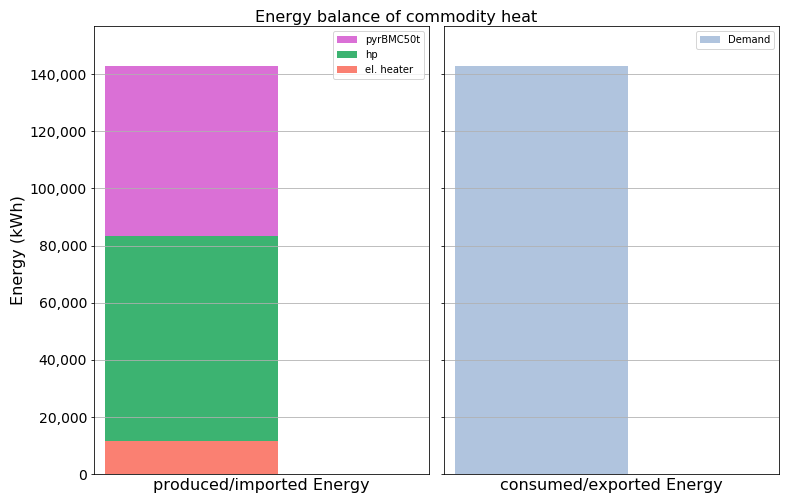 Energy balance of commodity heat
Energy (kWh)
140,000
120,000
100,000
80,000
60,000
40,000
20,000
0
pyrBMC50t
hp
el. heater
produced/imported Energy
Demand
consumed/exported Energy